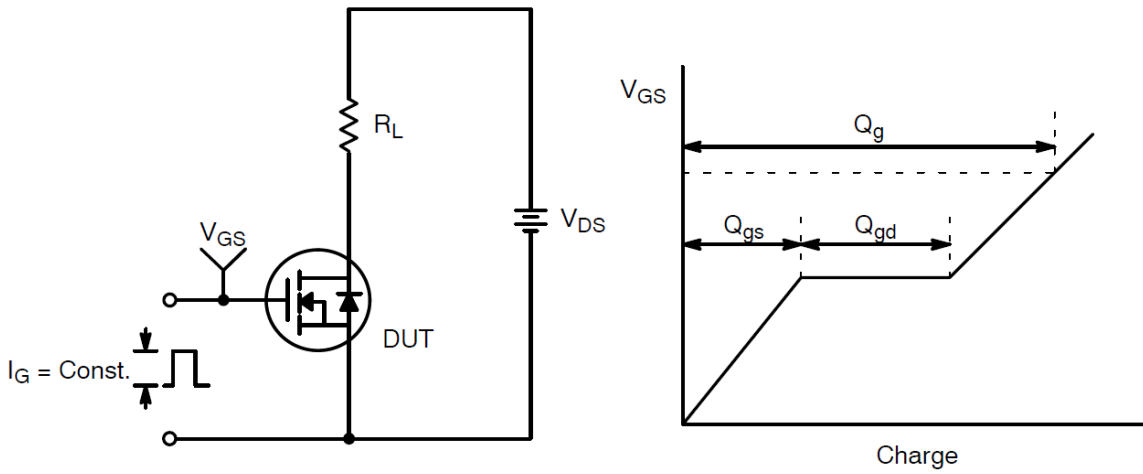 R_L
V_DS
V_GS
DUT
I_G = Const.
V_GS
Q_g
Q_gs
Q_gd
Charge